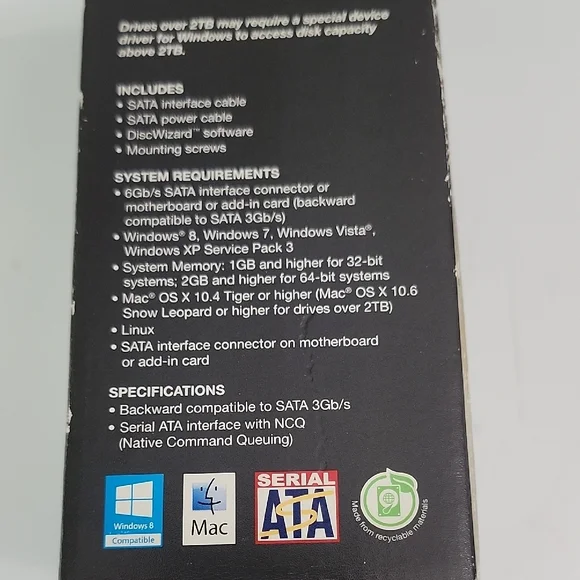 Drives over 2TB may require a special device
driver for Windows to access disk capacity
above 2TB.
INCLUDES
• SATA interface cable
• SATA power cable
• DiscWizard™ software
• Mounting screws
SYSTEM REQUIREMENTS
• 6Gb/s SATA interface connector or
motherboard or add-in card (backward
compatible to SATA 3Gb/s)
• Windows® 8, Windows 7, Windows Vista®,
Windows XP Service Pack 3
• System Memory: 1GB and higher for 32-bit
systems; 2GB and higher for 64-bit systems
• Mac® OS X 10.4 Tiger or higher (Mac® OS X 10.6
Snow Leopard or higher for drives over 2TB)
• Linux
• SATA interface connector on motherboard
or add-in card
SPECIFICATIONS
• Backward compatible to SATA 3Gb/s
• Serial ATA interface with NCQ
(Native Command Queuing)
Windows 8
Compatible
Mac
SERIAL
ATA
Made from recyclable materials